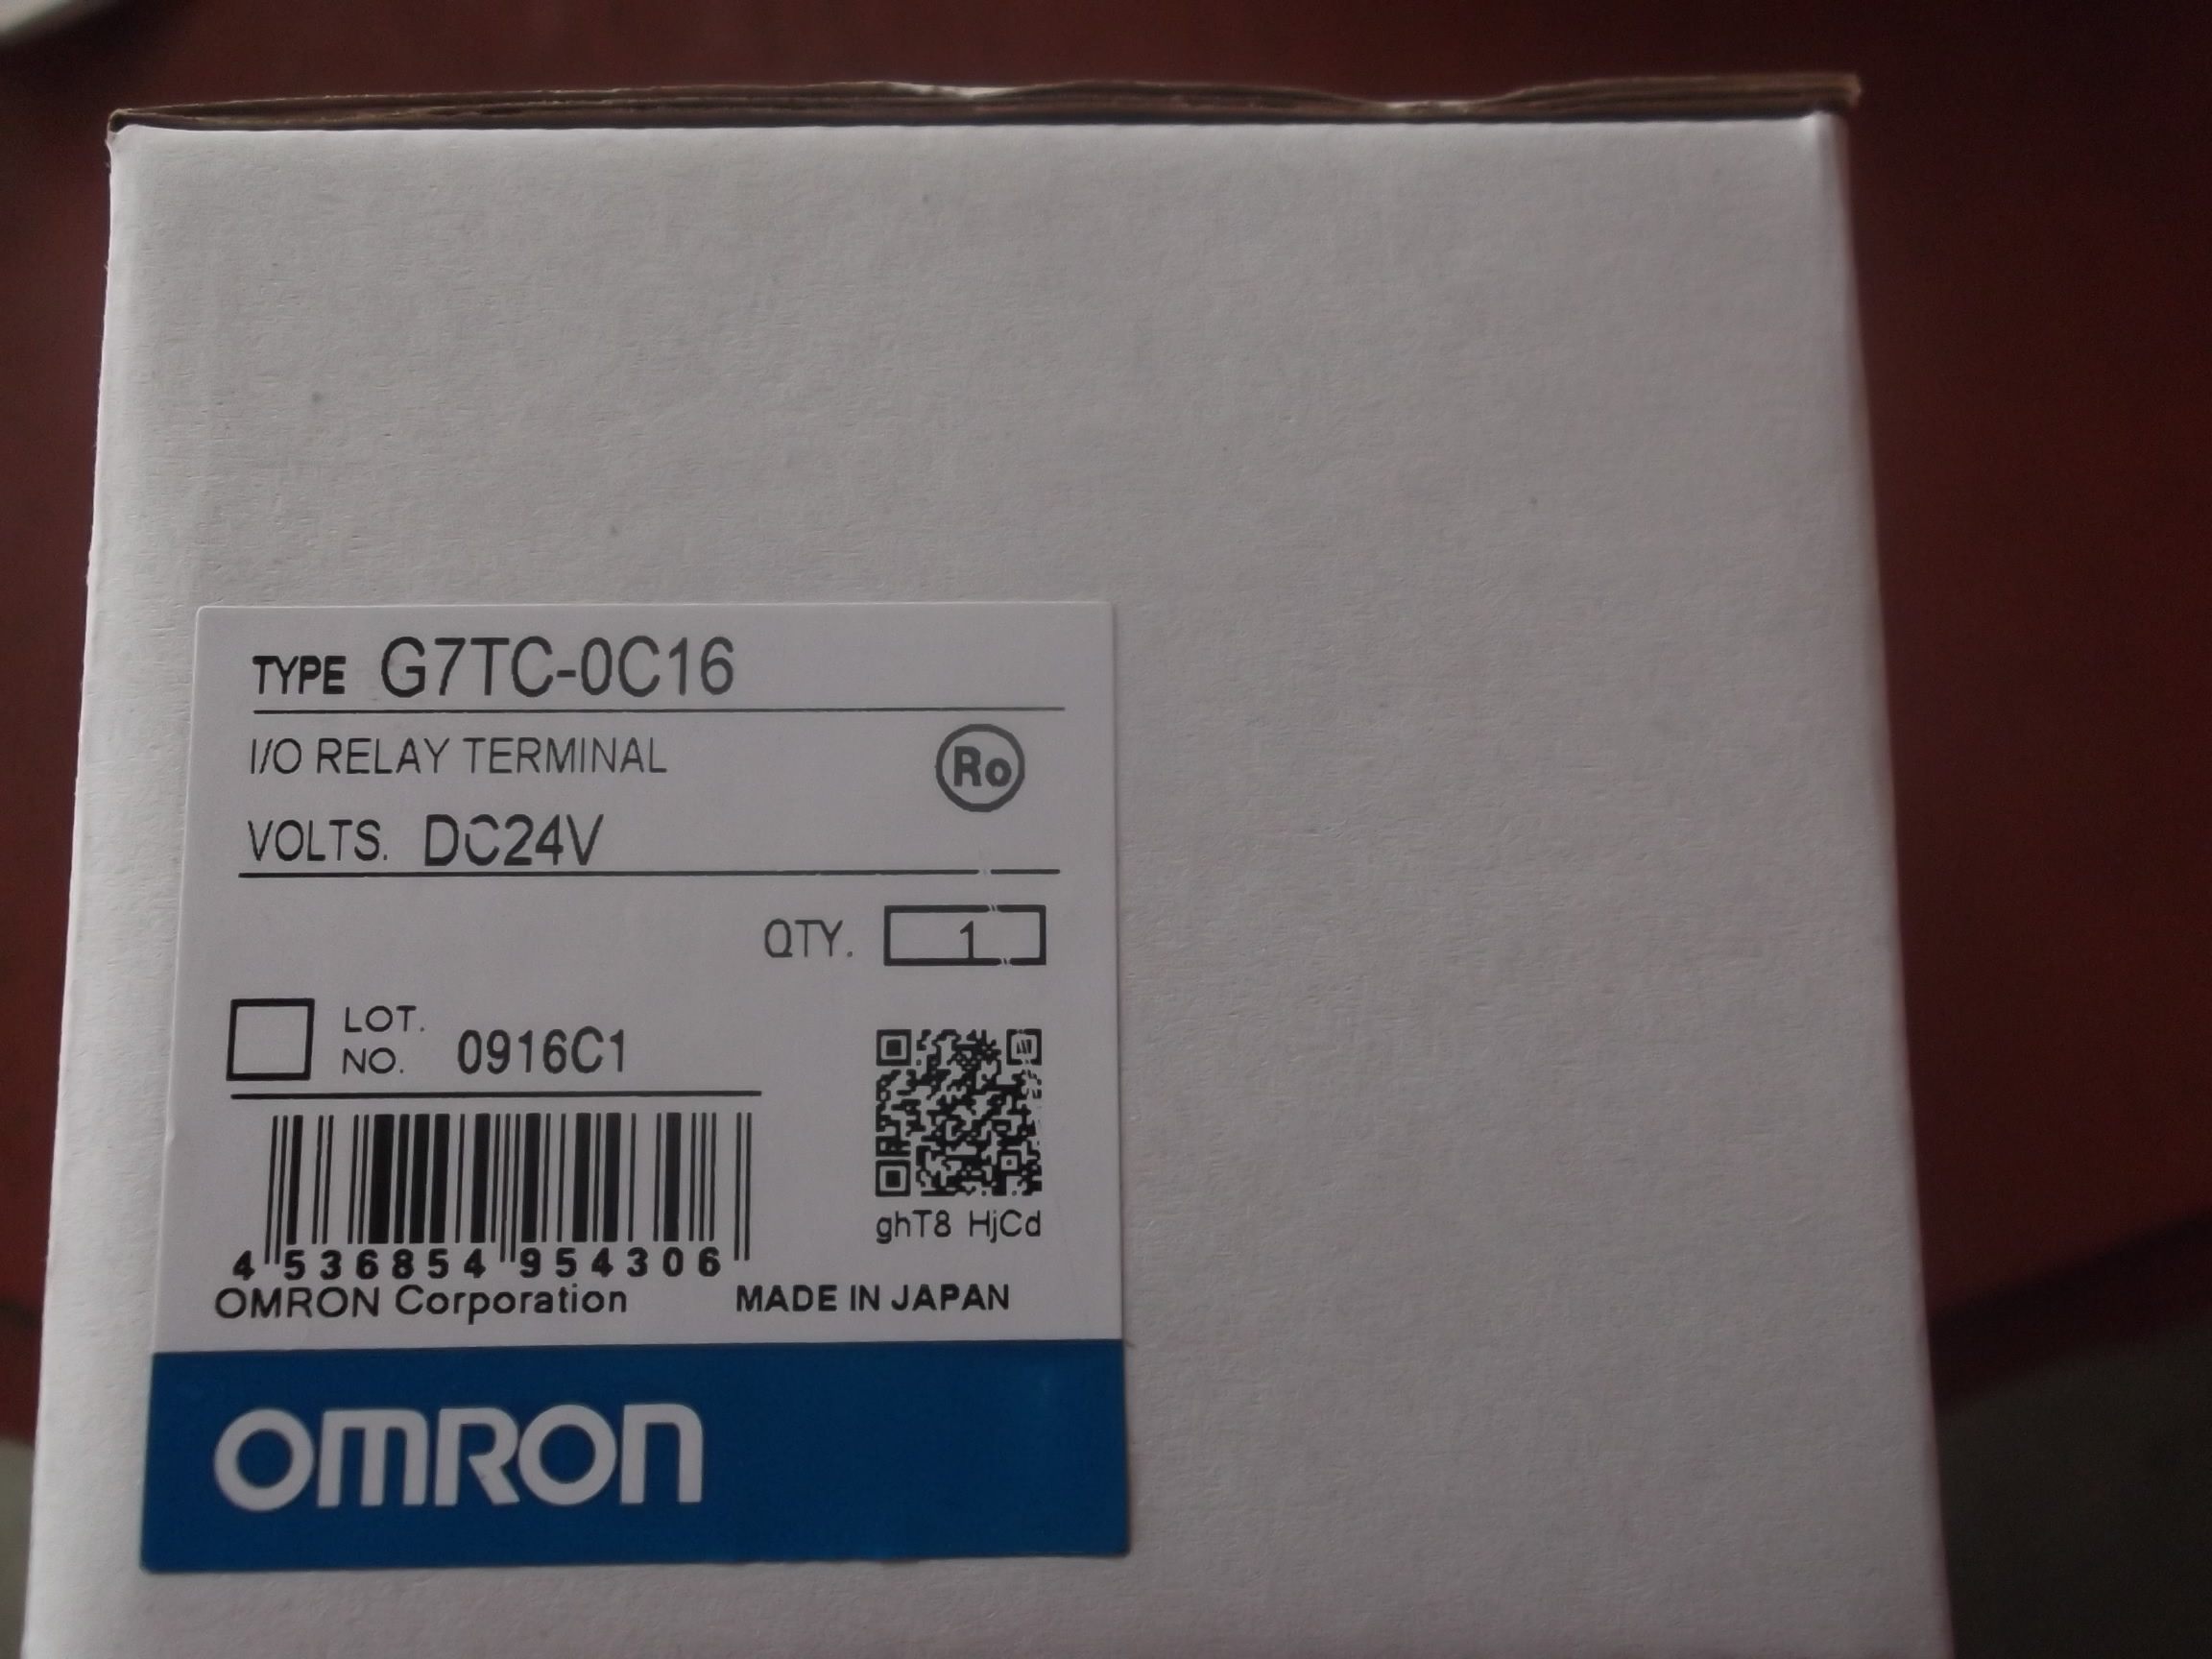 TYPE G7TC-0C16
I/O RELAY TERMINAL
Ro
VOLTS. DC24V
QTY. 1
LOT.
NO. 0916C1
ghT8 HjCd
4 536854 954306
OMRON Corporation MADE IN JAPAN
OMRON